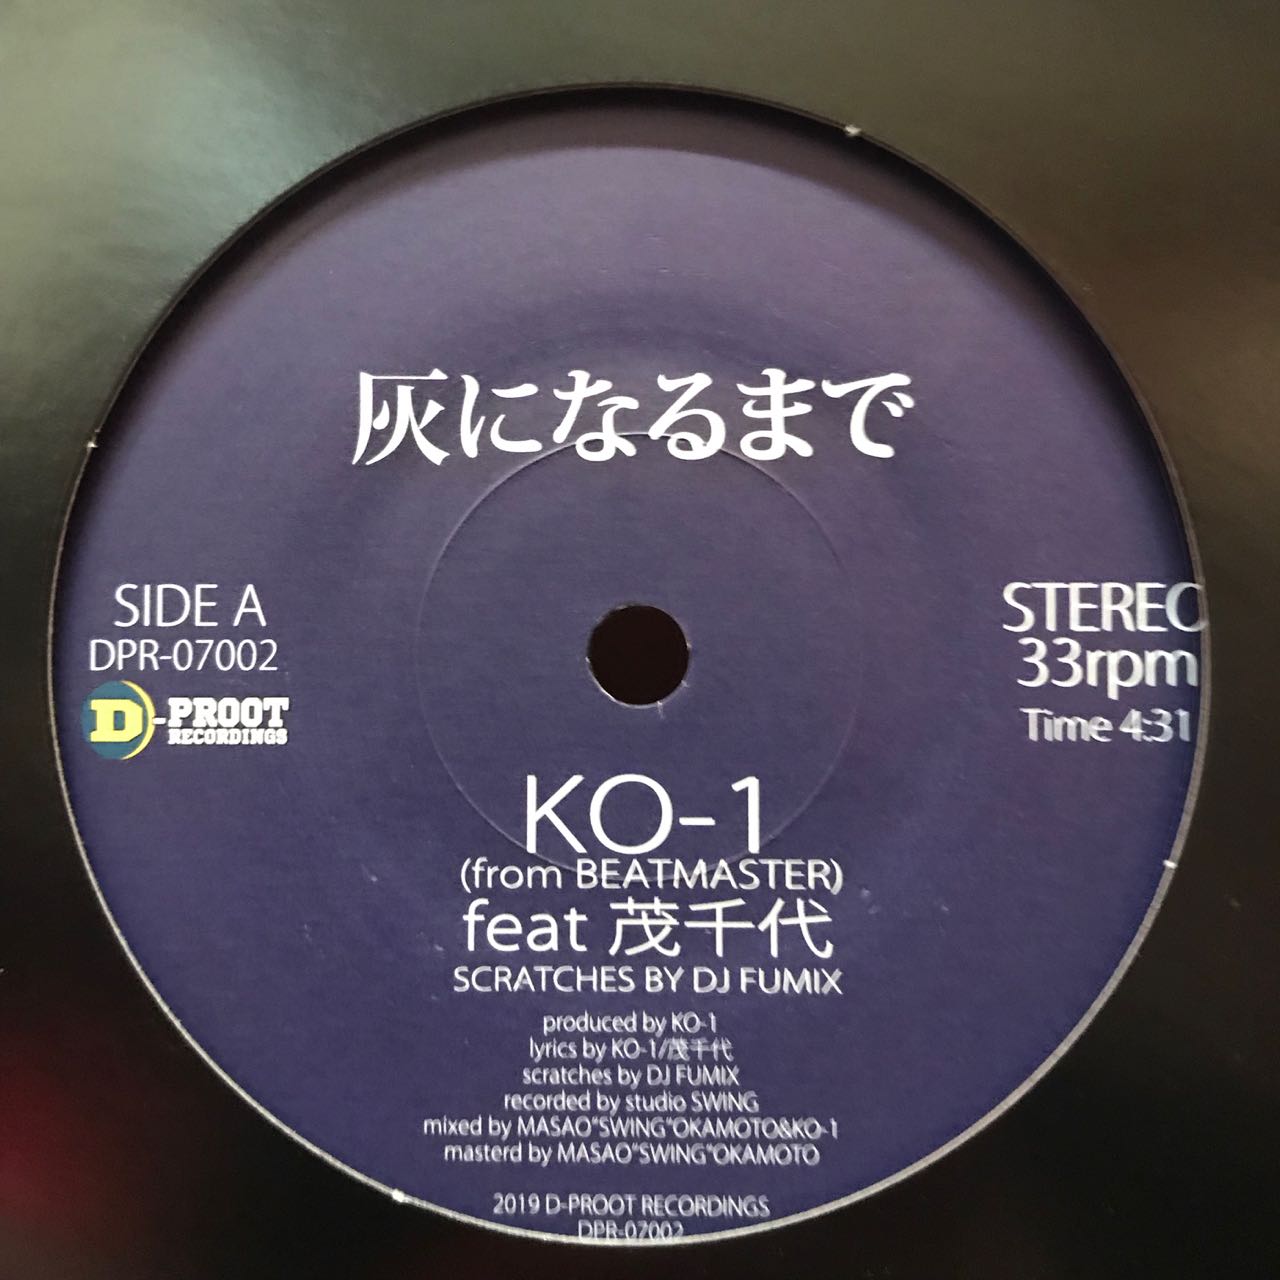 灰になるまで
SIDE A
DPR-07002
D-PROOT
RECORDINGS
STEREO
33rpm
Time 4:31
KO-1
(from BEATMASTER)
feat 茂千代
SCRATCHES BY DJ FUMIX
produced by KO-1
lyrics by KO-1/茂千代
scratches by DJ FUMIX
recorded by studio SWING
mixed by MASAO"SWING"OKAMOTO&KO-1
masterd by MASAO"SWING"OKAMOTO
2019 D-PROOT RECORDINGS
DPR-07002